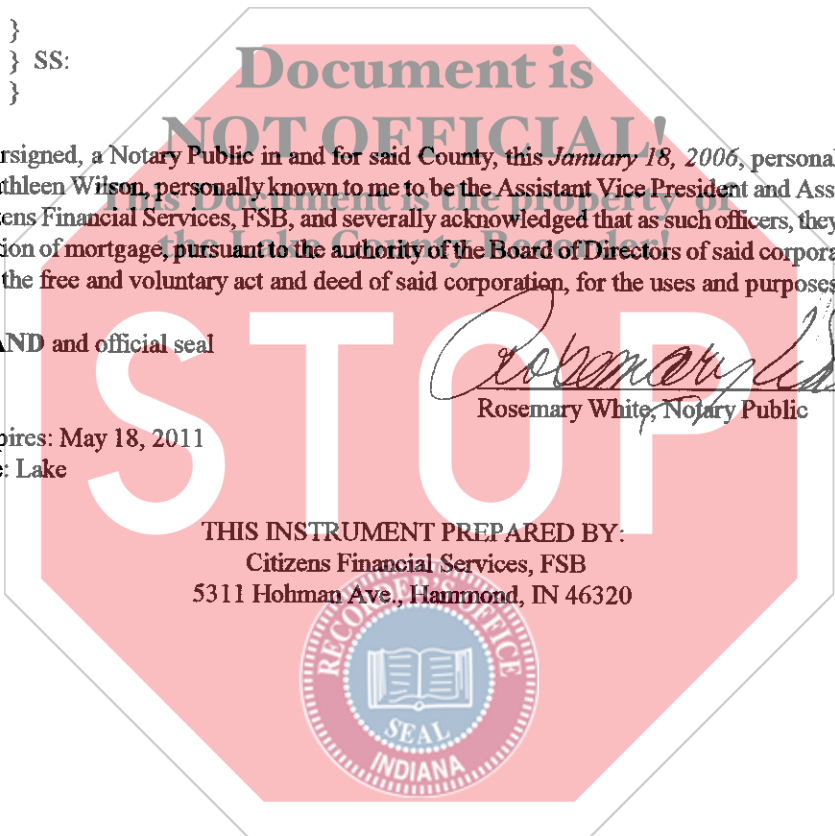 }
} SS:
}
Document is
NOT OFFICIAL!
This Document is the property of
the Lake County Recorder!
rsigned, a Notary Public in and for said County, this January 18, 2006, personal
thleen Wilson, personally known to me to be the Assistant Vice President and Ass
ens Financial Services, FSB, and severally acknowledged that as such officers, they
ion of mortgage, pursuant to the authority of the Board of Directors of said corpora
the free and voluntary act and deed of said corporation, for the uses and purposes
STOP
AND and official seal
Rosemary
Rosemary White, Notary Public
pires: May 18, 2011
e: Lake
THIS INSTRUMENT PREPARED BY:
Citizens Financial Services, FSB
5311 Hohman Ave., Hammond, IN 46320
RECORDER'S OFFICE
SEAL
INDIANA